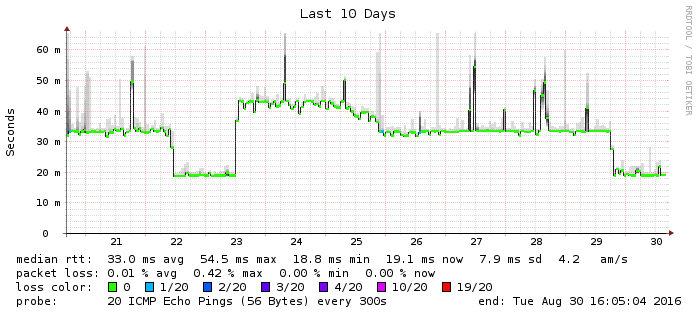 Last 10 Days
RRDTOOL / TOBI OETIKER
Seconds
60 m
50 m
40 m
30 m
20 m
10 m
0
21 22 23 24 25 26 27 28 29 30
median rtt: 33.0 ms avg 54.5 ms max 18.8 ms min 19.1 ms now 7.9 ms sd 4.2 am/s
packet loss: 0.01 % avg 0.42 % max 0.00 % min 0.00 % now
loss color: 0 1/20 2/20 3/20 4/20 10/20 19/20
probe: 20 ICMP Echo Pings (56 Bytes) every 300s end: Tue Aug 30 16:05:04 2016